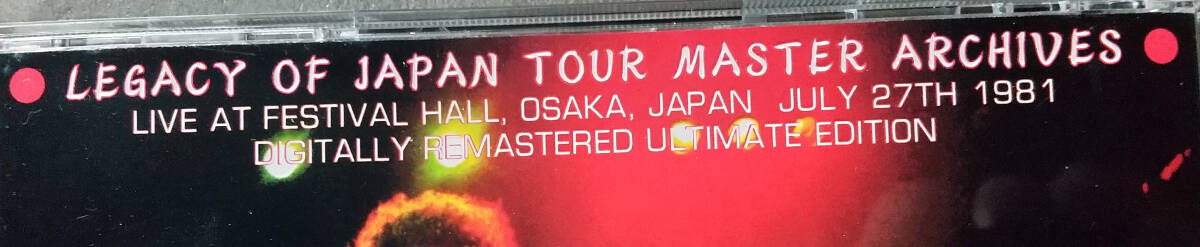 LEGACY OF JAPAN TOUR MASTER ARCHIVES
LIVE AT FESTIVAL HALL, OSAKA, JAPAN JULY 27TH 1981
DIGITALLY REMASTERED ULTIMATE EDITION